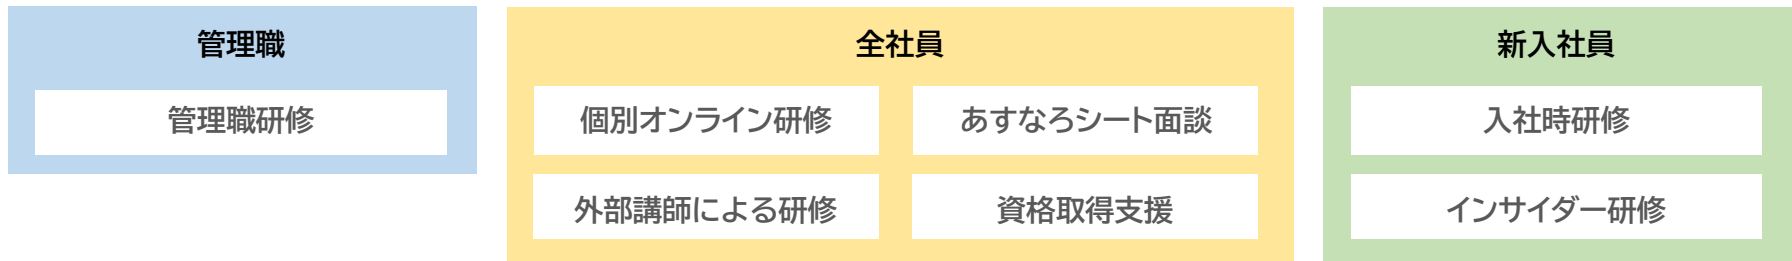 管理職
管理職研修
全社員
個別オンライン研修
あすなろシート面談
外部講師による研修
資格取得支援
新入社員
入社時研修
インサイダー研修